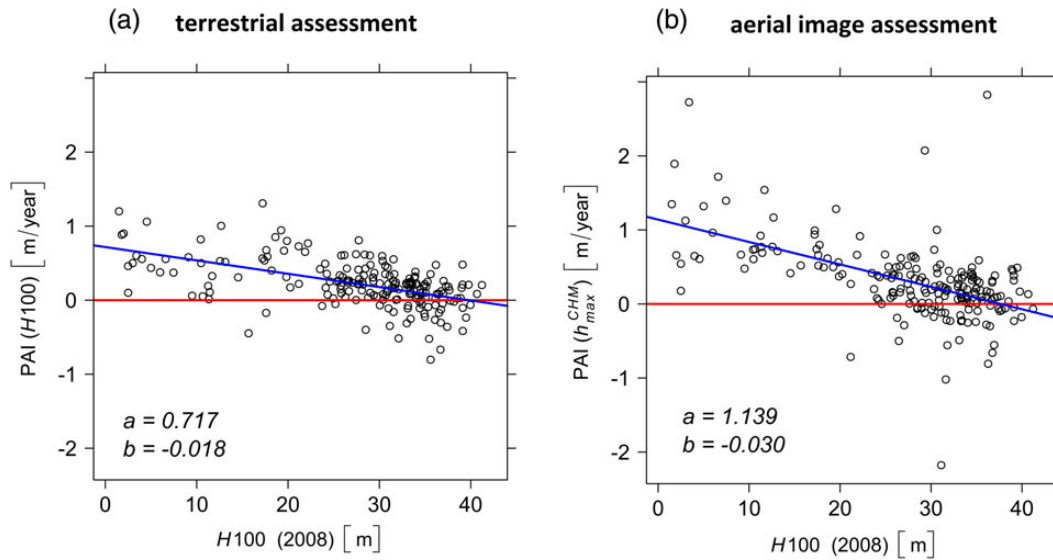 (a) terrestrial assessment
PAI (H100) [ m/year]
2
1
0
-1
-2
a = 0.717
b = -0.018
0 10 20 30 40
H100 (2008) [ m]
(b) aerial image assessment
PAI (h_max^CHM) [ m/year]
2
1
0
-1
-2
a = 1.139
b = -0.030
0 10 20 30 40
H100 (2008) [ m]